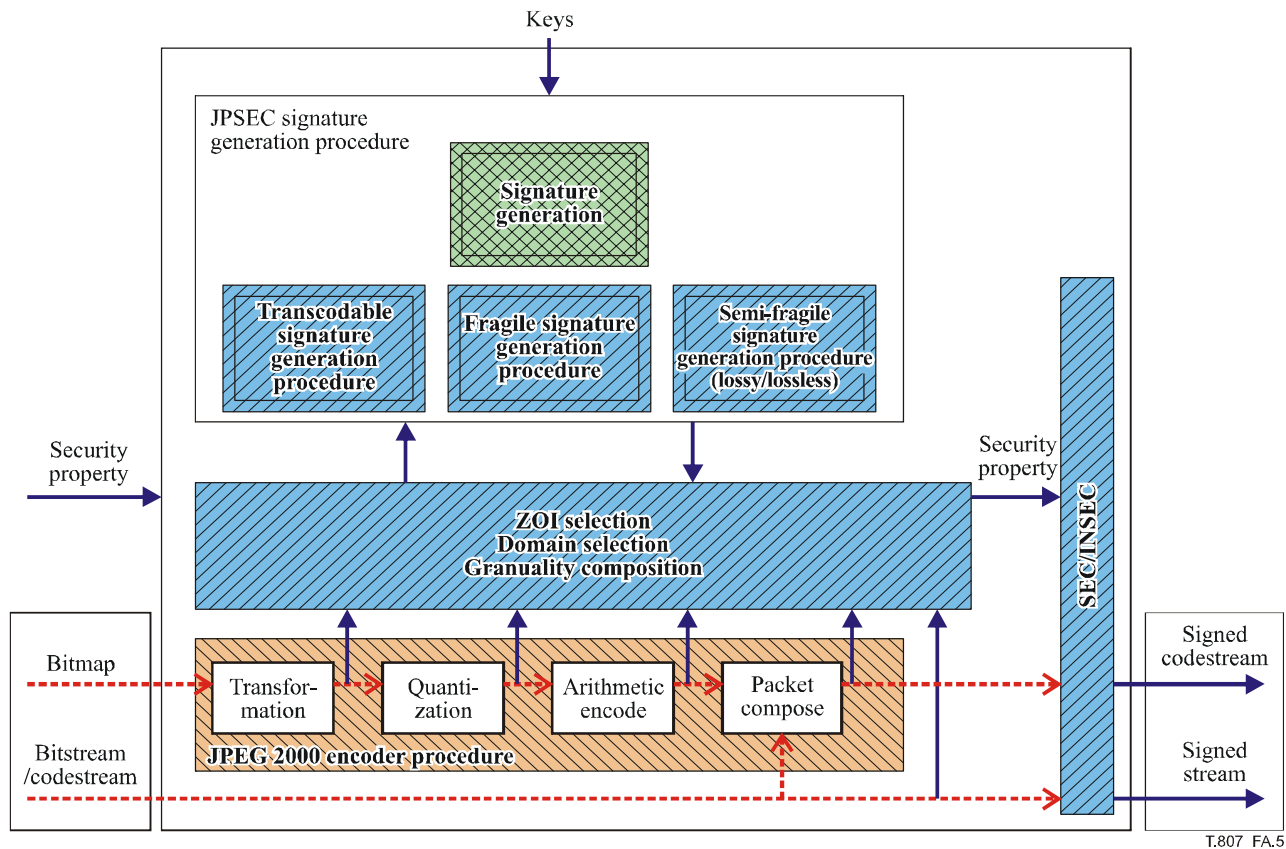 Keys
JPSEC signature
generation procedure
Signature
generation
Transcodable
signature
generation
procedure
Fragile signature
generation
procedure
Semi-fragile
signature
generation procedure
(lossy/lossless)
Security
property
Security
property
ZOI selection
Domain selection
Granuality composition
SEC/INSEC
Bitmap
Transfor-
mation
Quanti-
zation
Arithmetic
encode
Packet
compose
Signed
codestream
Bitstream
/codestream
JPEG 2000 encoder procedure
Signed
stream
T.807_FA.5